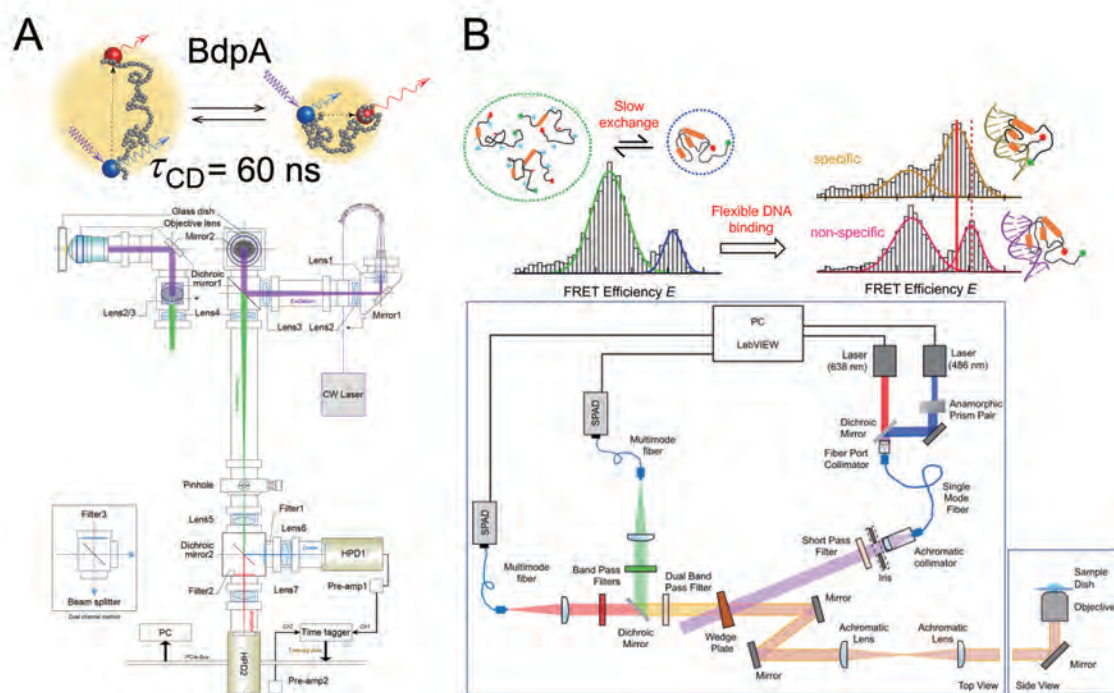 A
BdpA
τCD = 60 ns
Glass dish
Objective lens
Mirror2
Dichroic
mirror1
Lens1
Excitation
Lens2/3
Lens4
Lens3
Lens2
Mirror1
CW Laser
Pinhole
Lens5
Filter1
Lens6
Filter3
Dichroic
mirror2
HPD1
Filter2
Lens7
Pre-amp1
Beam splitter
PC
Ch2
Ch1
Time tagger
HPD2
Pre-amp2
B
Slow
exchange
specific
Flexible DNA
binding
non-specific
FRET Efficiency E
FRET Efficiency E
PC
LabVIEW
Laser
(638 nm)
Laser
(486 nm)
SPAD
Anamorphic
Prism Pair
Dichroic
Mirror
Multimode
fiber
Fiber Port
Collimator
Single
Mode
Fiber
SPAD
Short Pass
Filter
Iris
Achromatic
collimator
Multimode
fiber
Band Pass
Filters
Dual Band
Pass Filter
Sample
Dish
Objective
Dichroic
Mirror
Wedge
Plate
Mirror
Achromatic
Lens
Achromatic
Lens
Mirror
Top View
Side View
Mirror